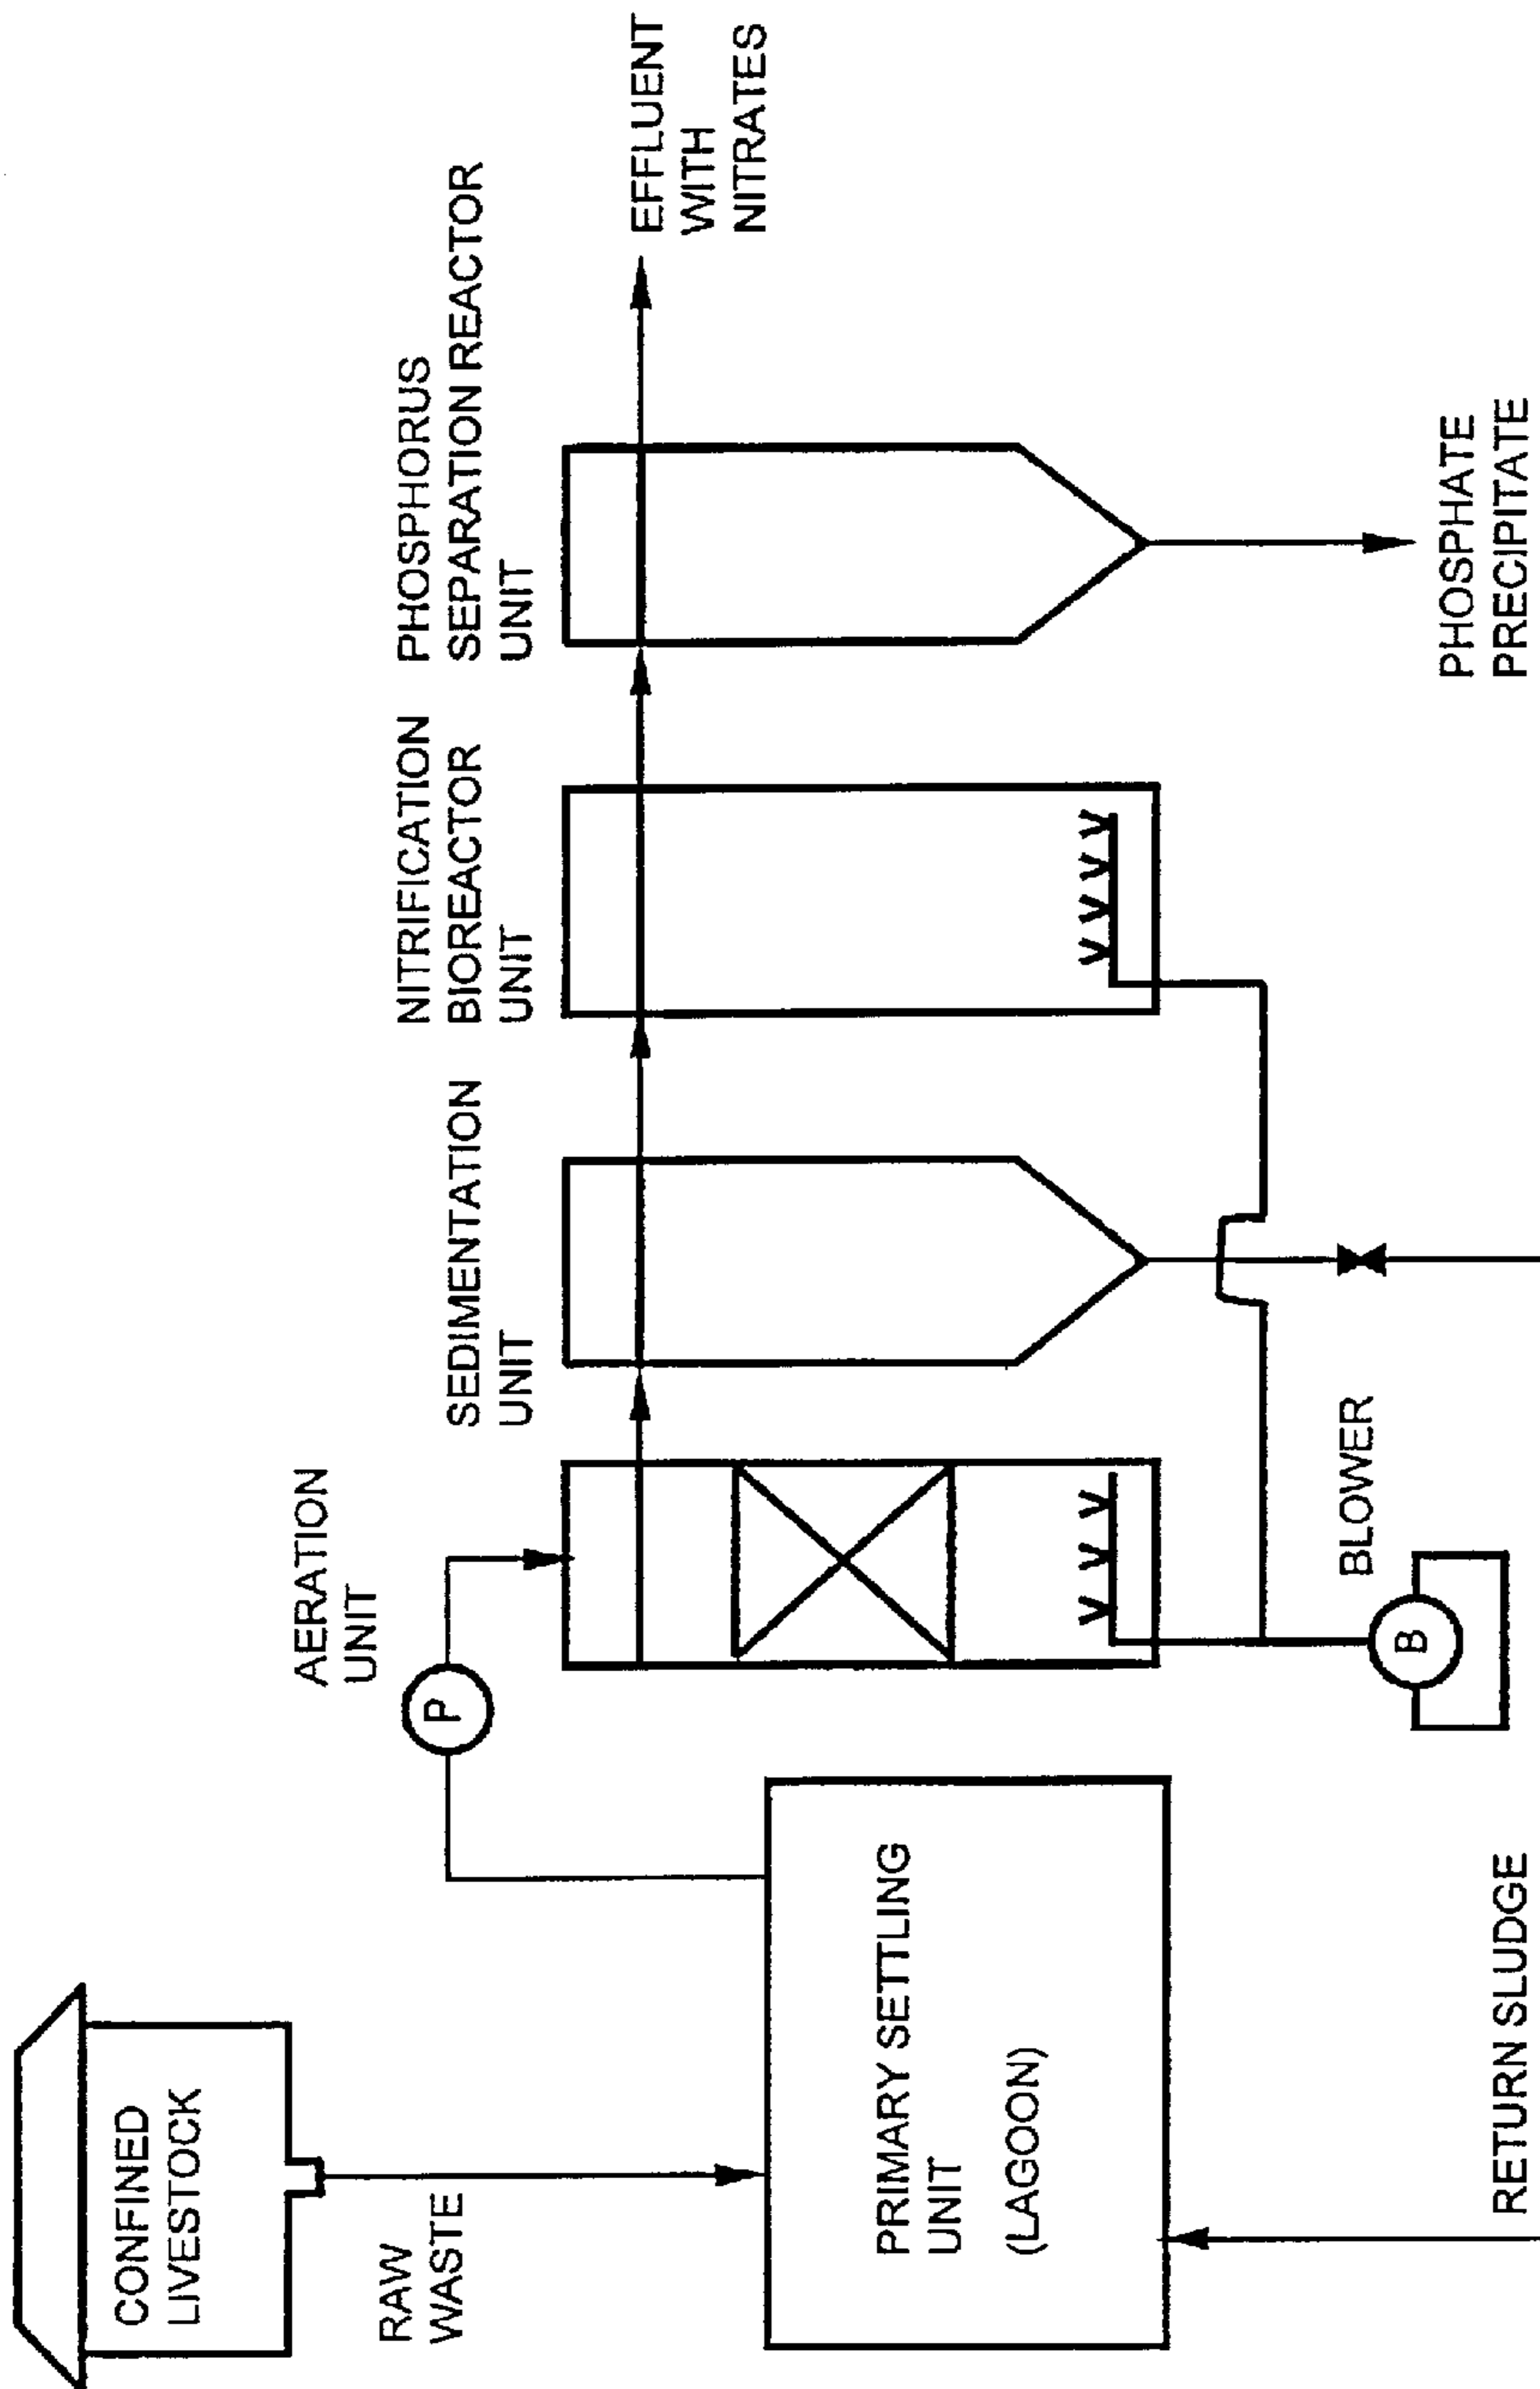 CONFINED
LIVESTOCK
RAW
WASTE
PRIMARY SETTLING
UNIT
(LAGOON)
RETURN SLUDGE
P
AERATION
UNIT
B
BLOWER
SEDIMENTATION
UNIT
NITRIFICATION
BIOREACTOR
UNIT
PHOSPHORUS
SEPARATION REACTOR
UNIT
PHOSPHATE
PRECIPITATE
EFFLUENT
WITH
NITRATES